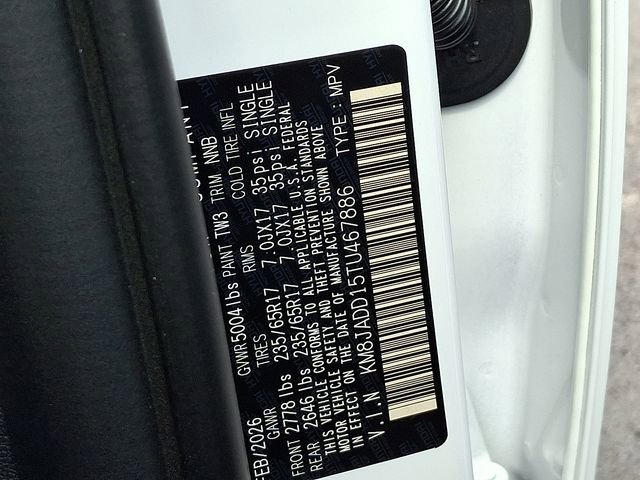 FEB/2026 GVWR 5004 lbs PAINT TW3 TRIM NNB
GAWR TIRES RIMS COLD TIRE INFL
FRONT 2778 lbs 235/65R17 7.0JX17 35psi SINGLE
REAR 2646 lbs 235/65R17 7.0JX17 35psi SINGLE
THIS VEHICLE CONFORMS TO ALL APPLICABLE U.S.A. FEDERAL
MOTOR VEHICLE SAFETY AND THEFT PREVENTION STANDARDS
IN EFFECT ON THE DATE OF MANUFACTURE SHOWN ABOVE
V.I.N KM8JADD15TU467886 TYPE : MPV